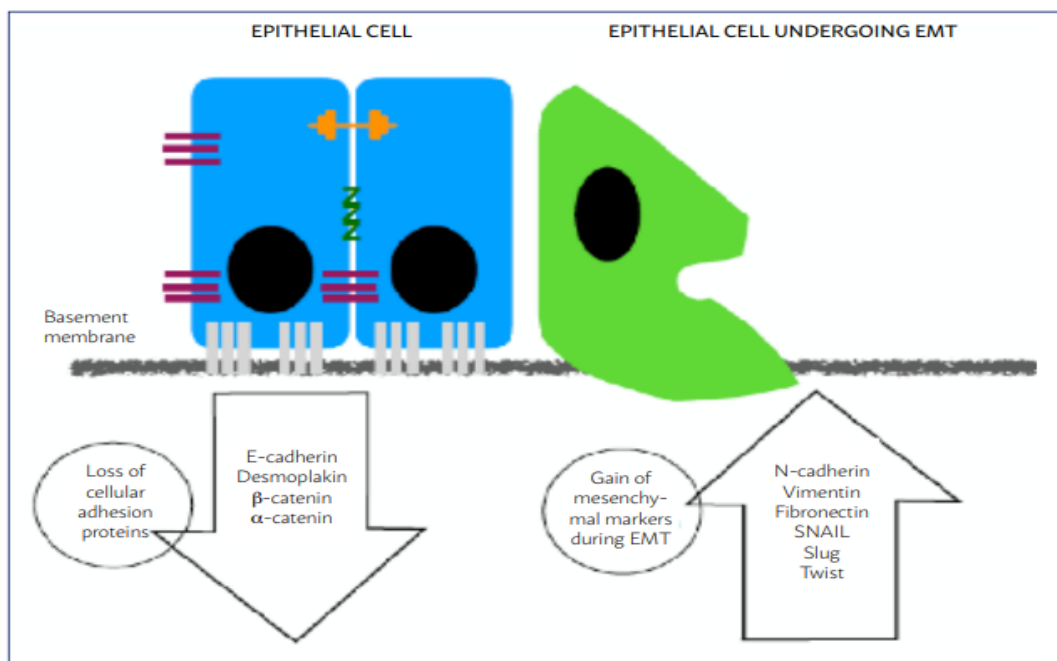 EPITHELIAL CELL
EPITHELIAL CELL UNDERGOING EMT
Basement
membrane
Loss of
cellular
adhesion
proteins
E-cadherin
Desmoplakin
β-catenin
α-catenin
Gain of
mesenchy-
mal markers
during EMT
N-cadherin
Vimentin
Fibronectin
SNAIL
Slug
Twist